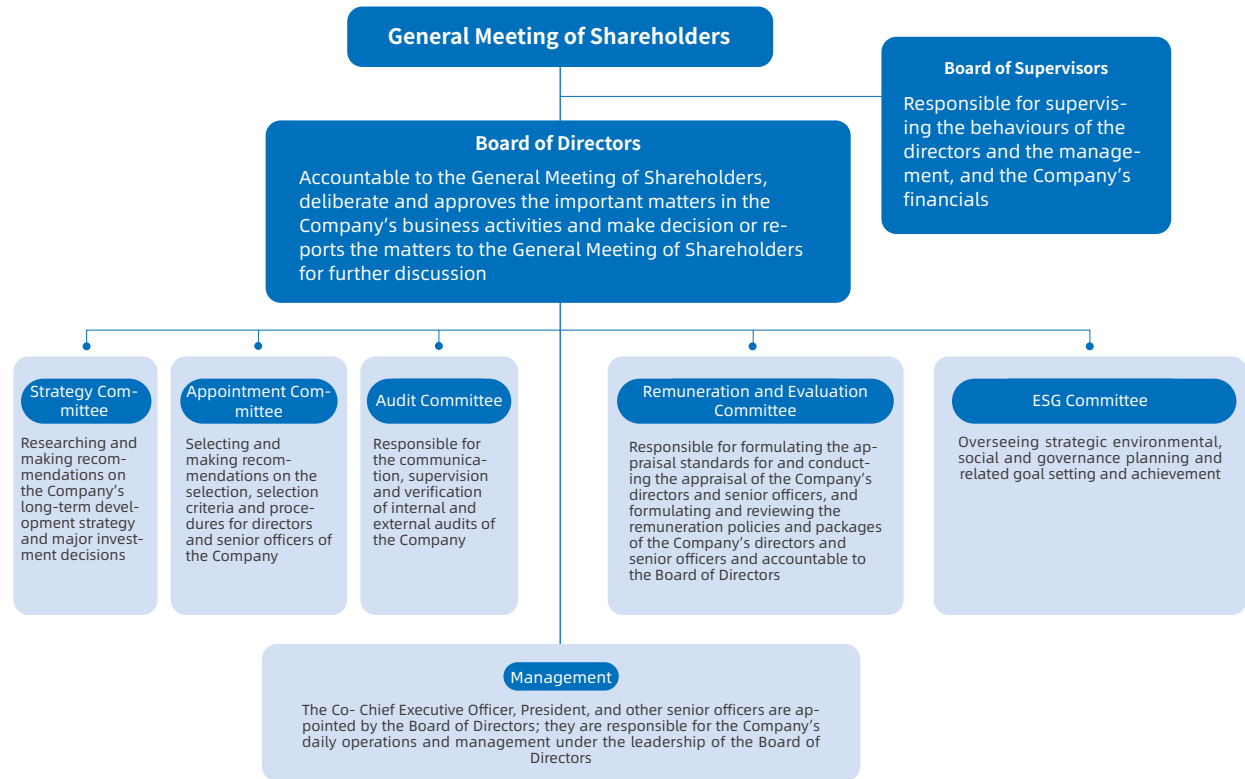 General Meeting of Shareholders
Board of Supervisors
Responsible for supervis-
ing the behaviours of the
directors and the manage-
ment, and the Company’s
financials
Board of Directors
Accountable to the General Meeting of Shareholders,
deliberate and approves the important matters in the
Company’s business activities and make decision or re-
ports the matters to the General Meeting of Shareholders
for further discussion
Strategy Com-
mittee
Researching and
making recom-
mendations on
the Company’s
long-term devel-
opment strategy
and major invest-
ment decisions
Appointment Com-
mittee
Selecting and
making recom-
mendations on the
selection, selection
criteria and proce-
dures for directors
and senior officers of
the Company
Audit Committee
Responsible for
the communica-
tion, supervision
and verification
of internal and
external audits of
the Company
Remuneration and Evaluation
Committee
Responsible for formulating the ap-
praisal standards for and conduct-
ing the appraisal of the Company’s
directors and senior officers, and
formulating and reviewing the
remuneration policies and packages
of the Company’s directors and
senior officers and accountable to
the Board of Directors
ESG Committee
Overseeing strategic environmental,
social and governance planning and
related goal setting and achievement
Management
The Co- Chief Executive Officer, President, and other senior officers are ap-
pointed by the Board of Directors; they are responsible for the Company’s
daily operations and management under the leadership of the Board of
Directors